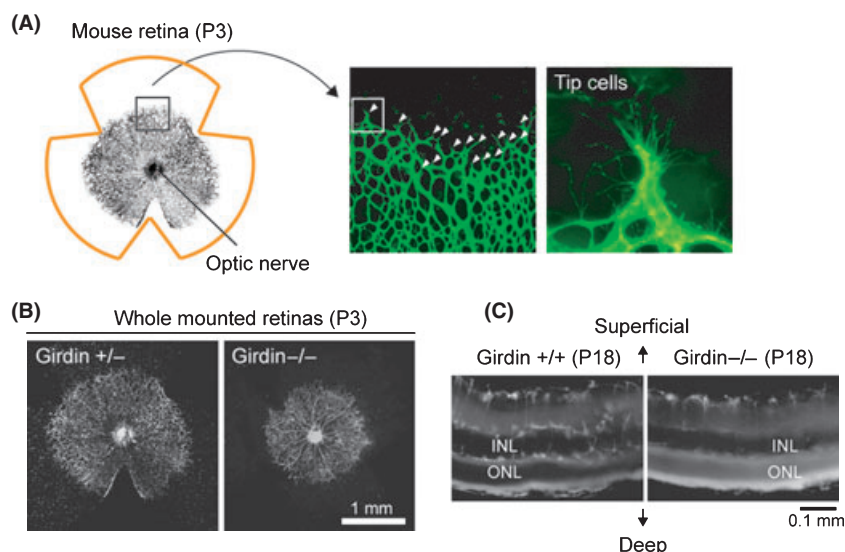 (A)
Mouse retina (P3)
Tip cells
Optic nerve
(B)
Whole mounted retinas (P3)
Girdin +/–
Girdin–/–
1 mm
(C)
Superficial
Girdin +/+ (P18)
Girdin–/– (P18)
INL
INL
ONL
ONL
0.1 mm
Deep